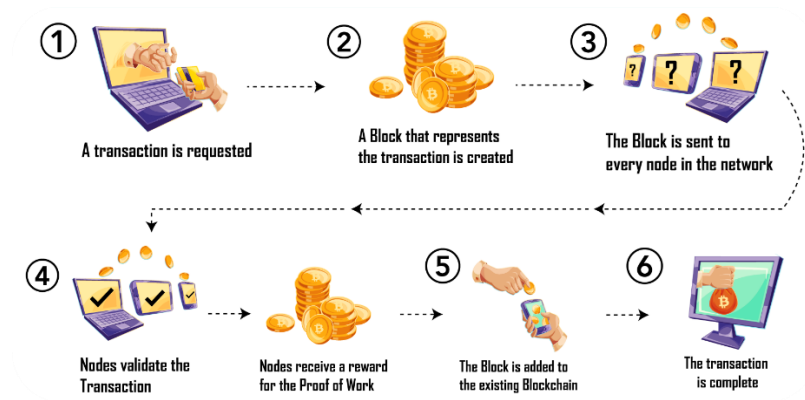 1
A transaction is requested
2
A Block that represents
the transaction is created
3
? ? ?
The Block is sent to
every node in the network
4
Nodes validate the
Transaction
Nodes receive a reward
for the Proof of Work
5
The Block is added to
the existing Blockchain
6
The transaction
is complete